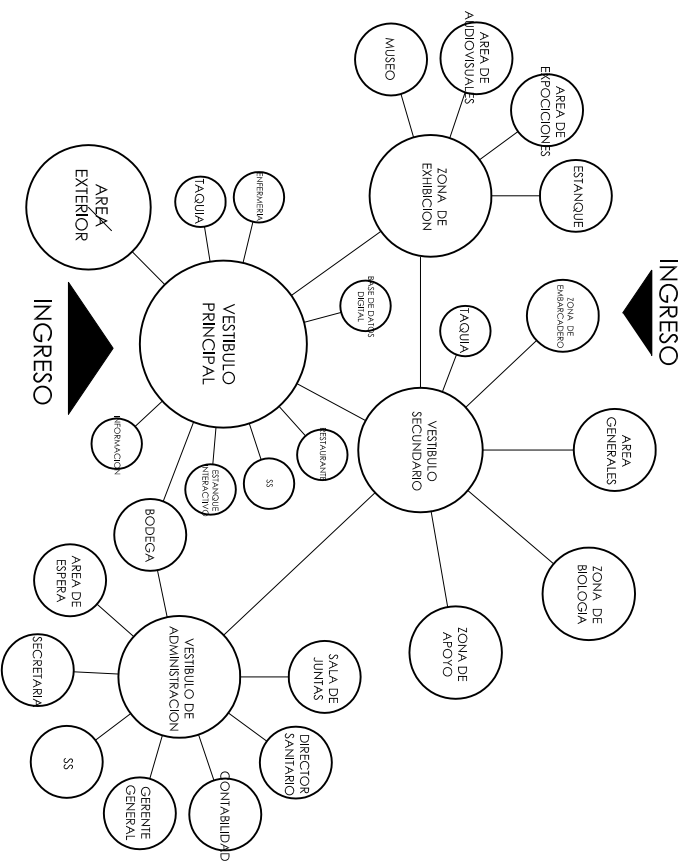 INGRESO
ESTANQUE
AREA DE
EXPOCICIONES
AREA DE
AUDIOVISUALES
MUSEO
ZONA DE
EXHIBICION
ZONA DE
EMBARCADERO
TAQUIA
AREA
GENERALES
ZONA DE
BIOLOGIA
ZONA DE
APOYO
VESTIBULO
SECUNDARIO
BASE DE DATOS
DIGITAL
ENFERMERIA
TAQUIA
AREA
EXTERIOR
VESTIBULO
PRINCIPAL
INGRESO
RESTAURANTE
SS
ESTANQUE
INTERACTIVO
INFORMACION
BODEGA
AREA DE
ESPERA
SECRETARIA
SS
VESTIBULO DE
ADMINISTRACION
SALA DE
JUNTAS
DIRECTOR
SANITARIO
CONTABILIDAD
GERENTE
GENERAL